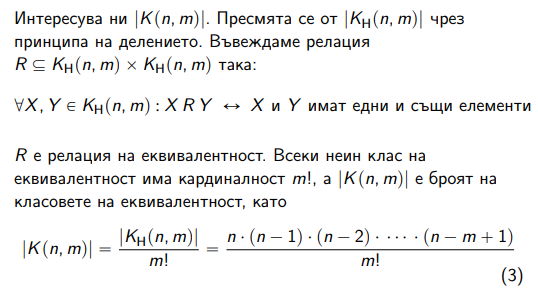 Интересува ни |K(n, m)|. Пресмята се от |K_H(n, m)| чрез
принципа на делението. Въвеждаме релация
R ⊆ K_H(n, m) × K_H(n, m) така:
∀X, Y ∈ K_H(n, m) : X R Y ↔ X и Y имат едни и същи елементи
R е релация на еквивалентност. Всеки неин клас на
еквивалентност има кардиналност m!, а |K(n, m)| е броят на
класовете на еквивалентност, като
|K(n, m)| = |K_H(n, m)| / m! = n · (n − 1) · (n − 2) · ⋯ · (n − m + 1) / m!
(3)